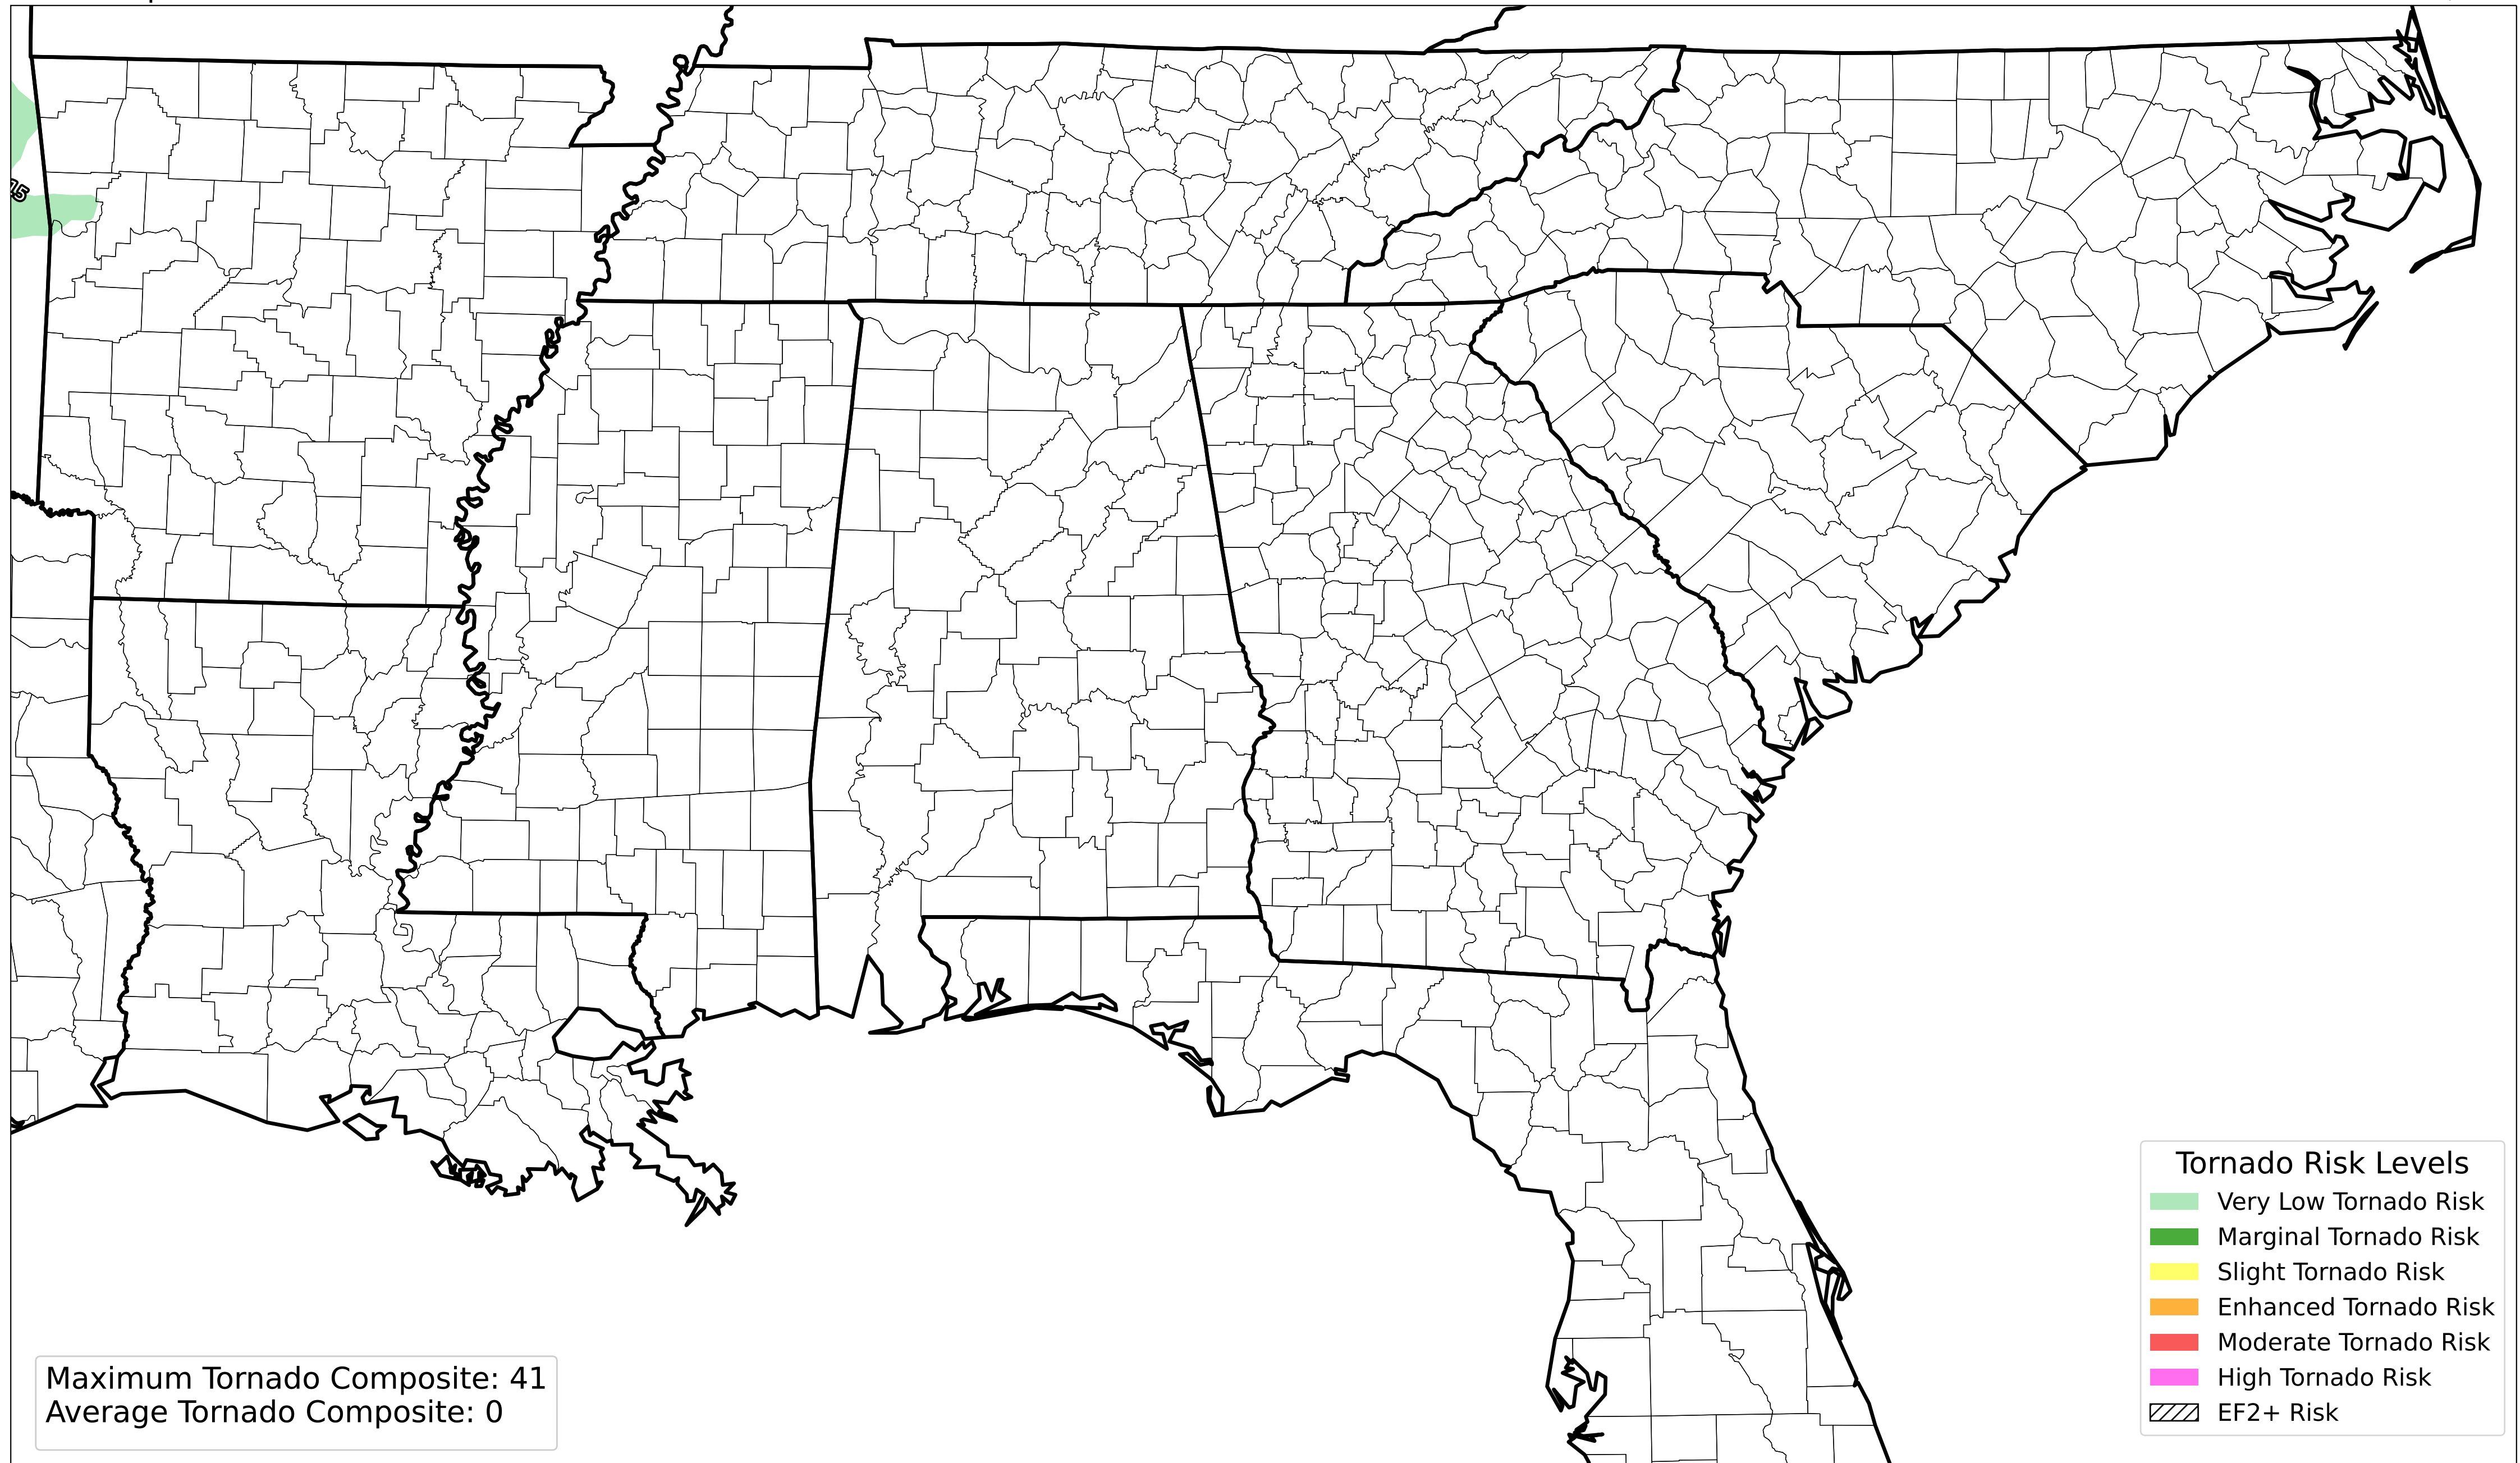 Tornado Risk Levels
Very Low Tornado Risk
Marginal Tornado Risk
Slight Tornado Risk
Enhanced Tornado Risk
Moderate Tornado Risk
High Tornado Risk
EF2+ Risk
Maximum Tornado Composite: 41
Average Tornado Composite: 0